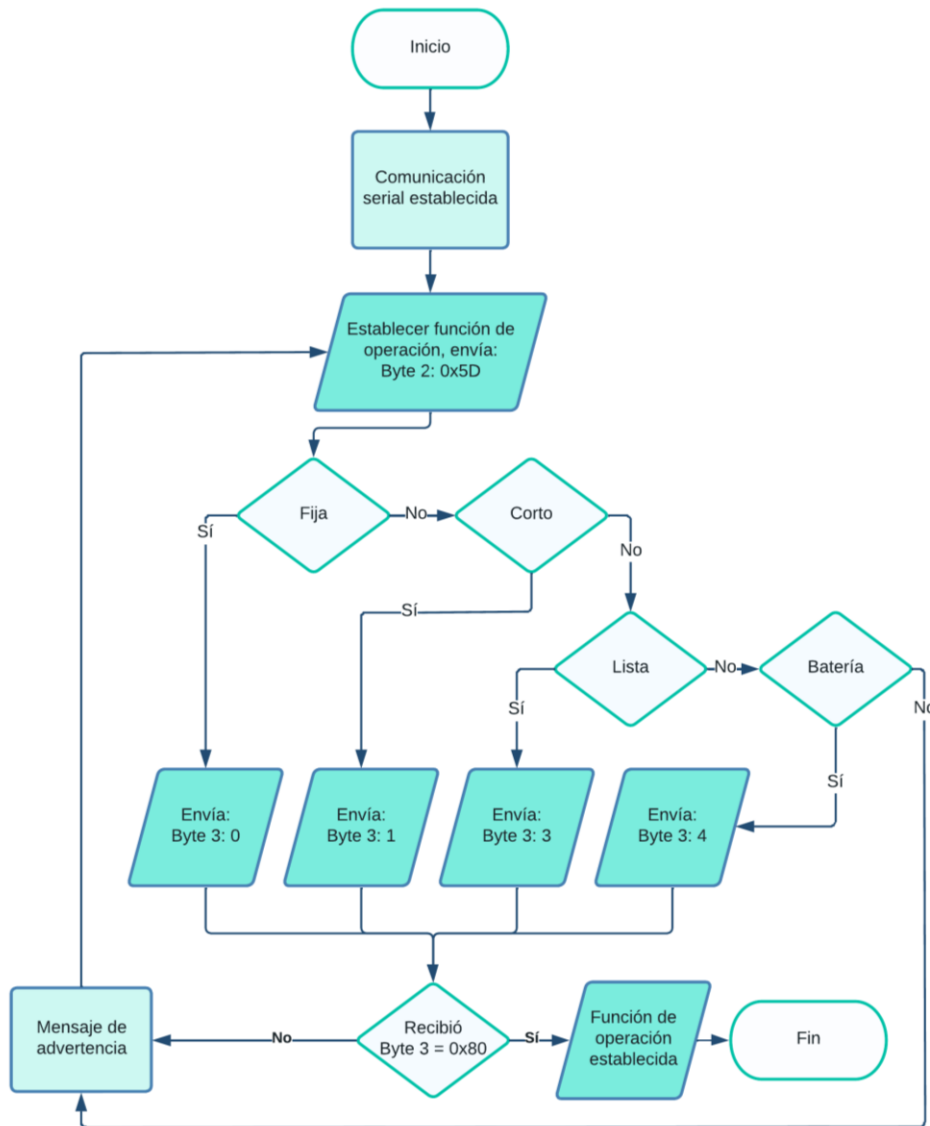 Inicio
Comunicación
serial establecida
Establecer función de
operación, envía:
Byte 2: 0x5D
Fija
No
Corto
Sí
No
Sí
Lista
No
Batería
Sí
No
Sí
Envía:
Byte 3: 0
Envía:
Byte 3: 1
Envía:
Byte 3: 3
Envía:
Byte 3: 4
Mensaje de
advertencia
No
Recibió
Byte 3 = 0x80
Sí
Función de
operación
establecida
Fin